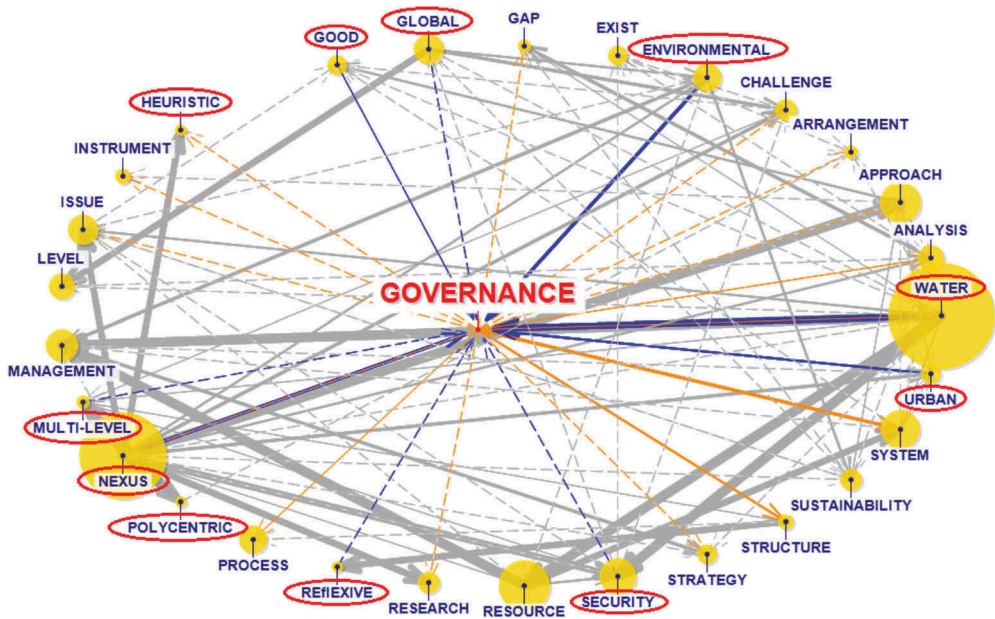 GLOBAL
GAP
GOOD
EXIST
ENVIRONMENTAL
CHALLENGE
HEURISTIC
ARRANGEMENT
INSTRUMENT
APPROACH
ISSUE
ANALYSIS
LEVEL
WATER
GOVERNANCE
MANAGEMENT
URBAN
MULTI-LEVEL
SYSTEM
NEXUS
SUSTAINABILITY
POLYCENTRIC
STRUCTURE
PROCESS
STRATEGY
REflEXIVE
RESEARCH
RESOURCE
SECURITY